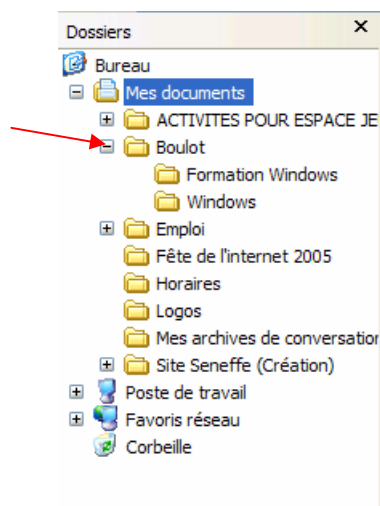 Dossiers
Bureau
Mes documents
ACTIVITES POUR ESPACE JE
Boulot
Formation Windows
Windows
Emploi
Fête de l'internet 2005
Horaires
Logos
Mes archives de conversation
Site Seneffe (Création)
Poste de travail
Favoris réseau
Corbeille